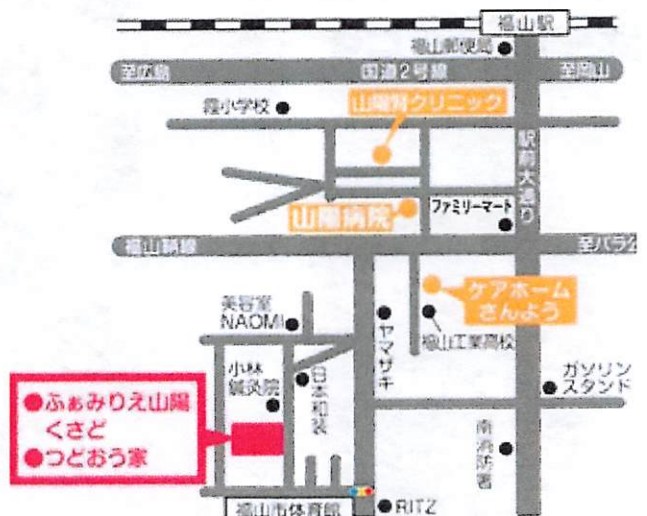 福山駅
福山郵便局
至広島
国道2号線
至岡山
霞小学校
山陽腎クリニック
駅前大通り
山陽病院
ファミリーマート
福山鞆線
至バラ公
ケアホーム
さんよう
美容室
NAOMI
ヤマザキ
福山工業高校
小林
鍼灸院
日本和装
ガソリン
スタンド
●ふぁみりえ山陽
くさど
●つどおう家
南消防署
福山市体育館
RITZ